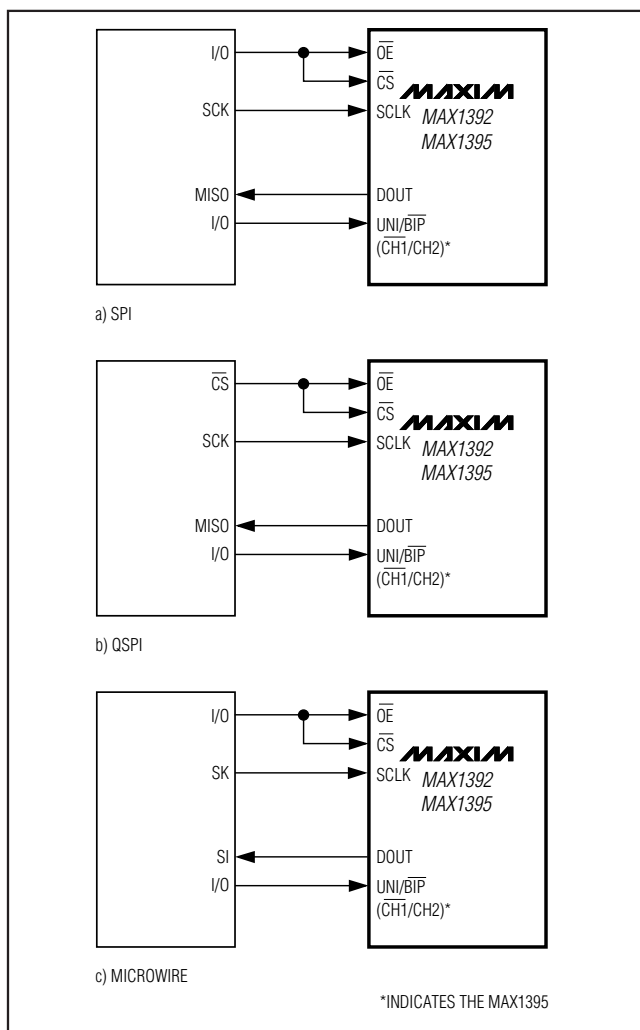 I/O OE
CS
MAXIM
SCK SCLK MAX1392
MAX1395
MISO DOUT
I/O UNI/BIP
(CH1/CH2)*
a) SPI
CS OE
CS
MAXIM
SCK SCLK MAX1392
MAX1395
MISO DOUT
I/O UNI/BIP
(CH1/CH2)*
b) QSPI
I/O OE
CS
MAXIM
SK SCLK MAX1392
MAX1395
SI DOUT
I/O UNI/BIP
(CH1/CH2)*
c) MICROWIRE
*INDICATES THE MAX1395